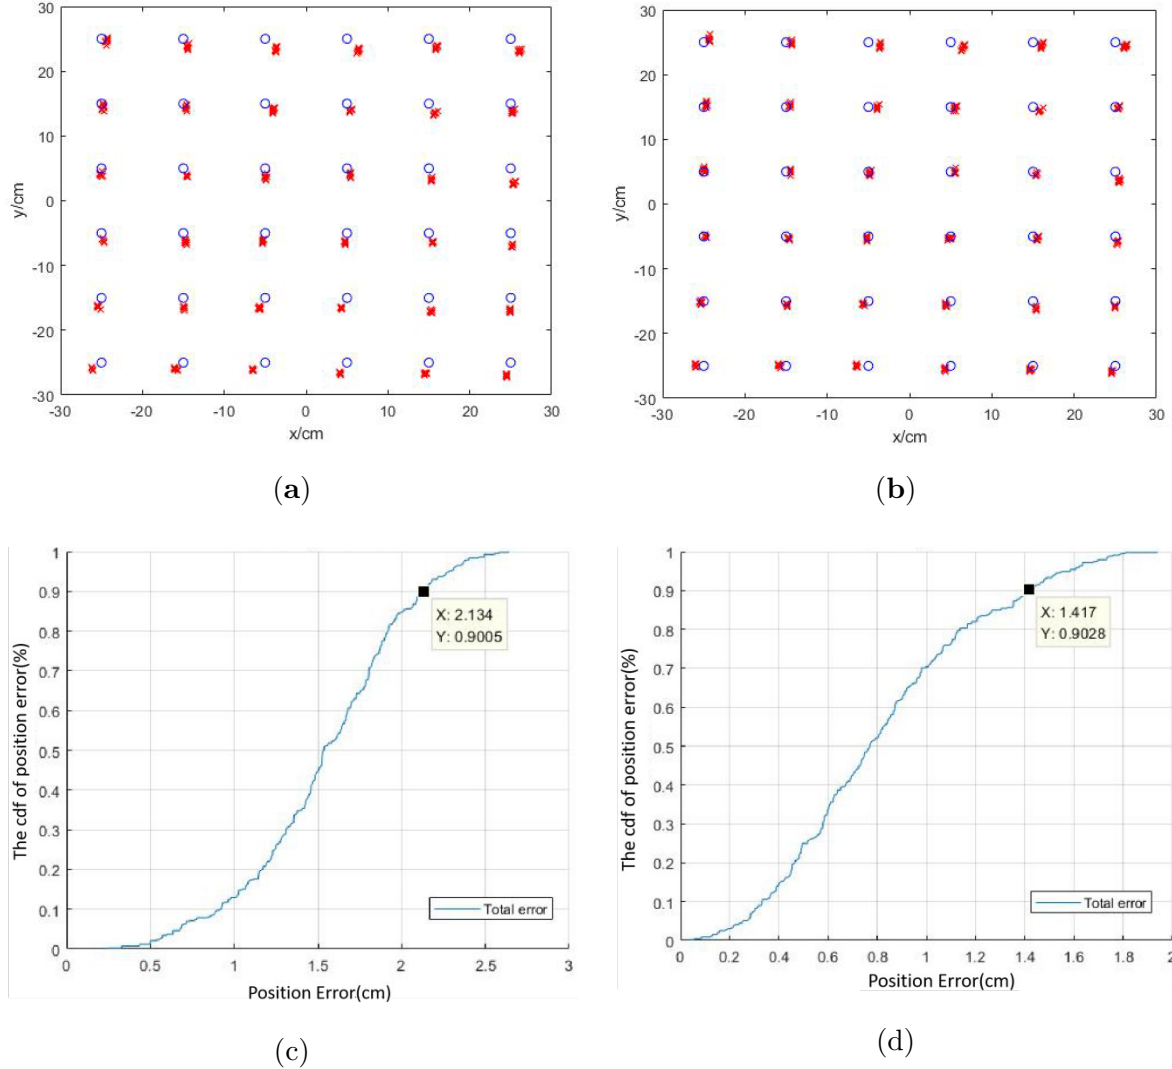 30
20
10
0
-10
-20
-30
y/cm
-30 -20 -10 0 10 20 30
x/cm
(a)
30
20
10
0
-10
-20
-30
y/cm
-30 -20 -10 0 10 20 30
x/cm
(b)
1
0.9
0.8
0.7
0.6
0.5
0.4
0.3
0.2
0.1
0
The cdf of position error(%)
X: 2.134
Y: 0.9005
Total error
0 0.5 1 1.5 2 2.5 3
Position Error(cm)
(c)
1
0.9
0.8
0.7
0.6
0.5
0.4
0.3
0.2
0.1
0
The cdf of position error(%)
X: 1.417
Y: 0.9028
Total error
0 0.2 0.4 0.6 0.8 1 1.2 1.4 1.6 1.8 2
Position Error(cm)
(d)